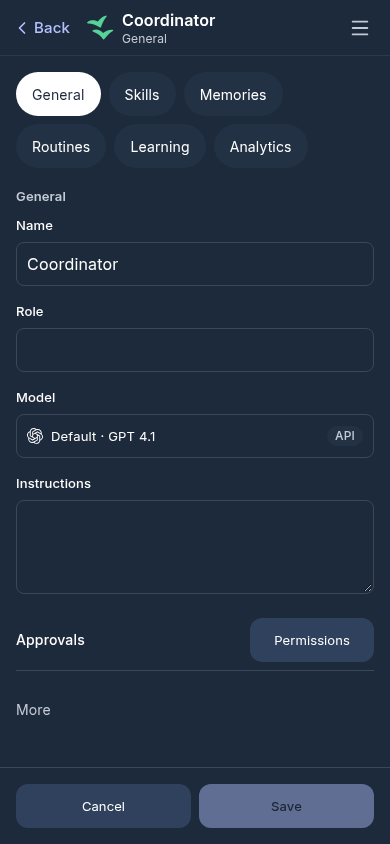 Back
Coordinator
General
General
Skills
Memories
Routines
Learning
Analytics
General
Name
Coordinator
Role
Model
Default · GPT 4.1
API
Instructions
Approvals
Permissions
More
Cancel
Save